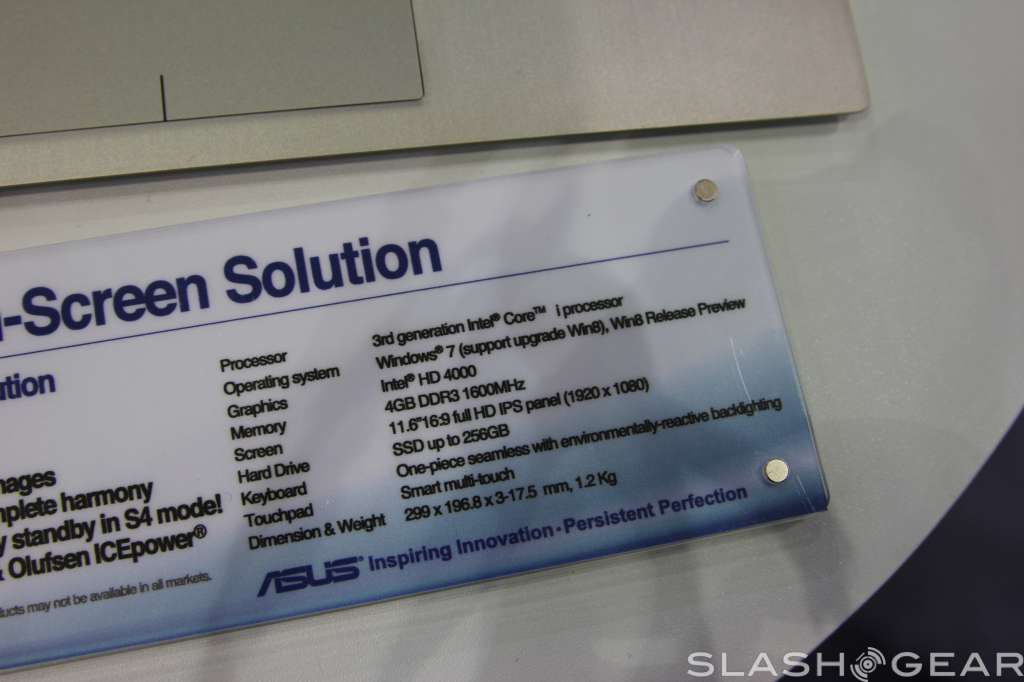 -Screen Solution
ution
Processor 3rd generation Intel® Core™ i processor
Operating system Windows® 7 (support upgrade Win8), Win8 Release Preview
Graphics Intel® HD 4000
Memory 4GB DDR3 1600MHz
Screen 11.6"16:9 full HD IPS panel (1920 x 1080)
Hard Drive SSD up to 256GB
Keyboard One-piece seamless with environmentally-reactive backlighting
Touchpad Smart multi-touch
Dimension & Weight 299 x 196.8 x 3-17.5 mm, 1.2 Kg
nages
mplete harmony
y standby in S4 mode!
& Olufsen ICEpower®
ducts may not be available in all markets.
ASUS Inspiring Innovation · Persistent Perfection
SLASHGEAR